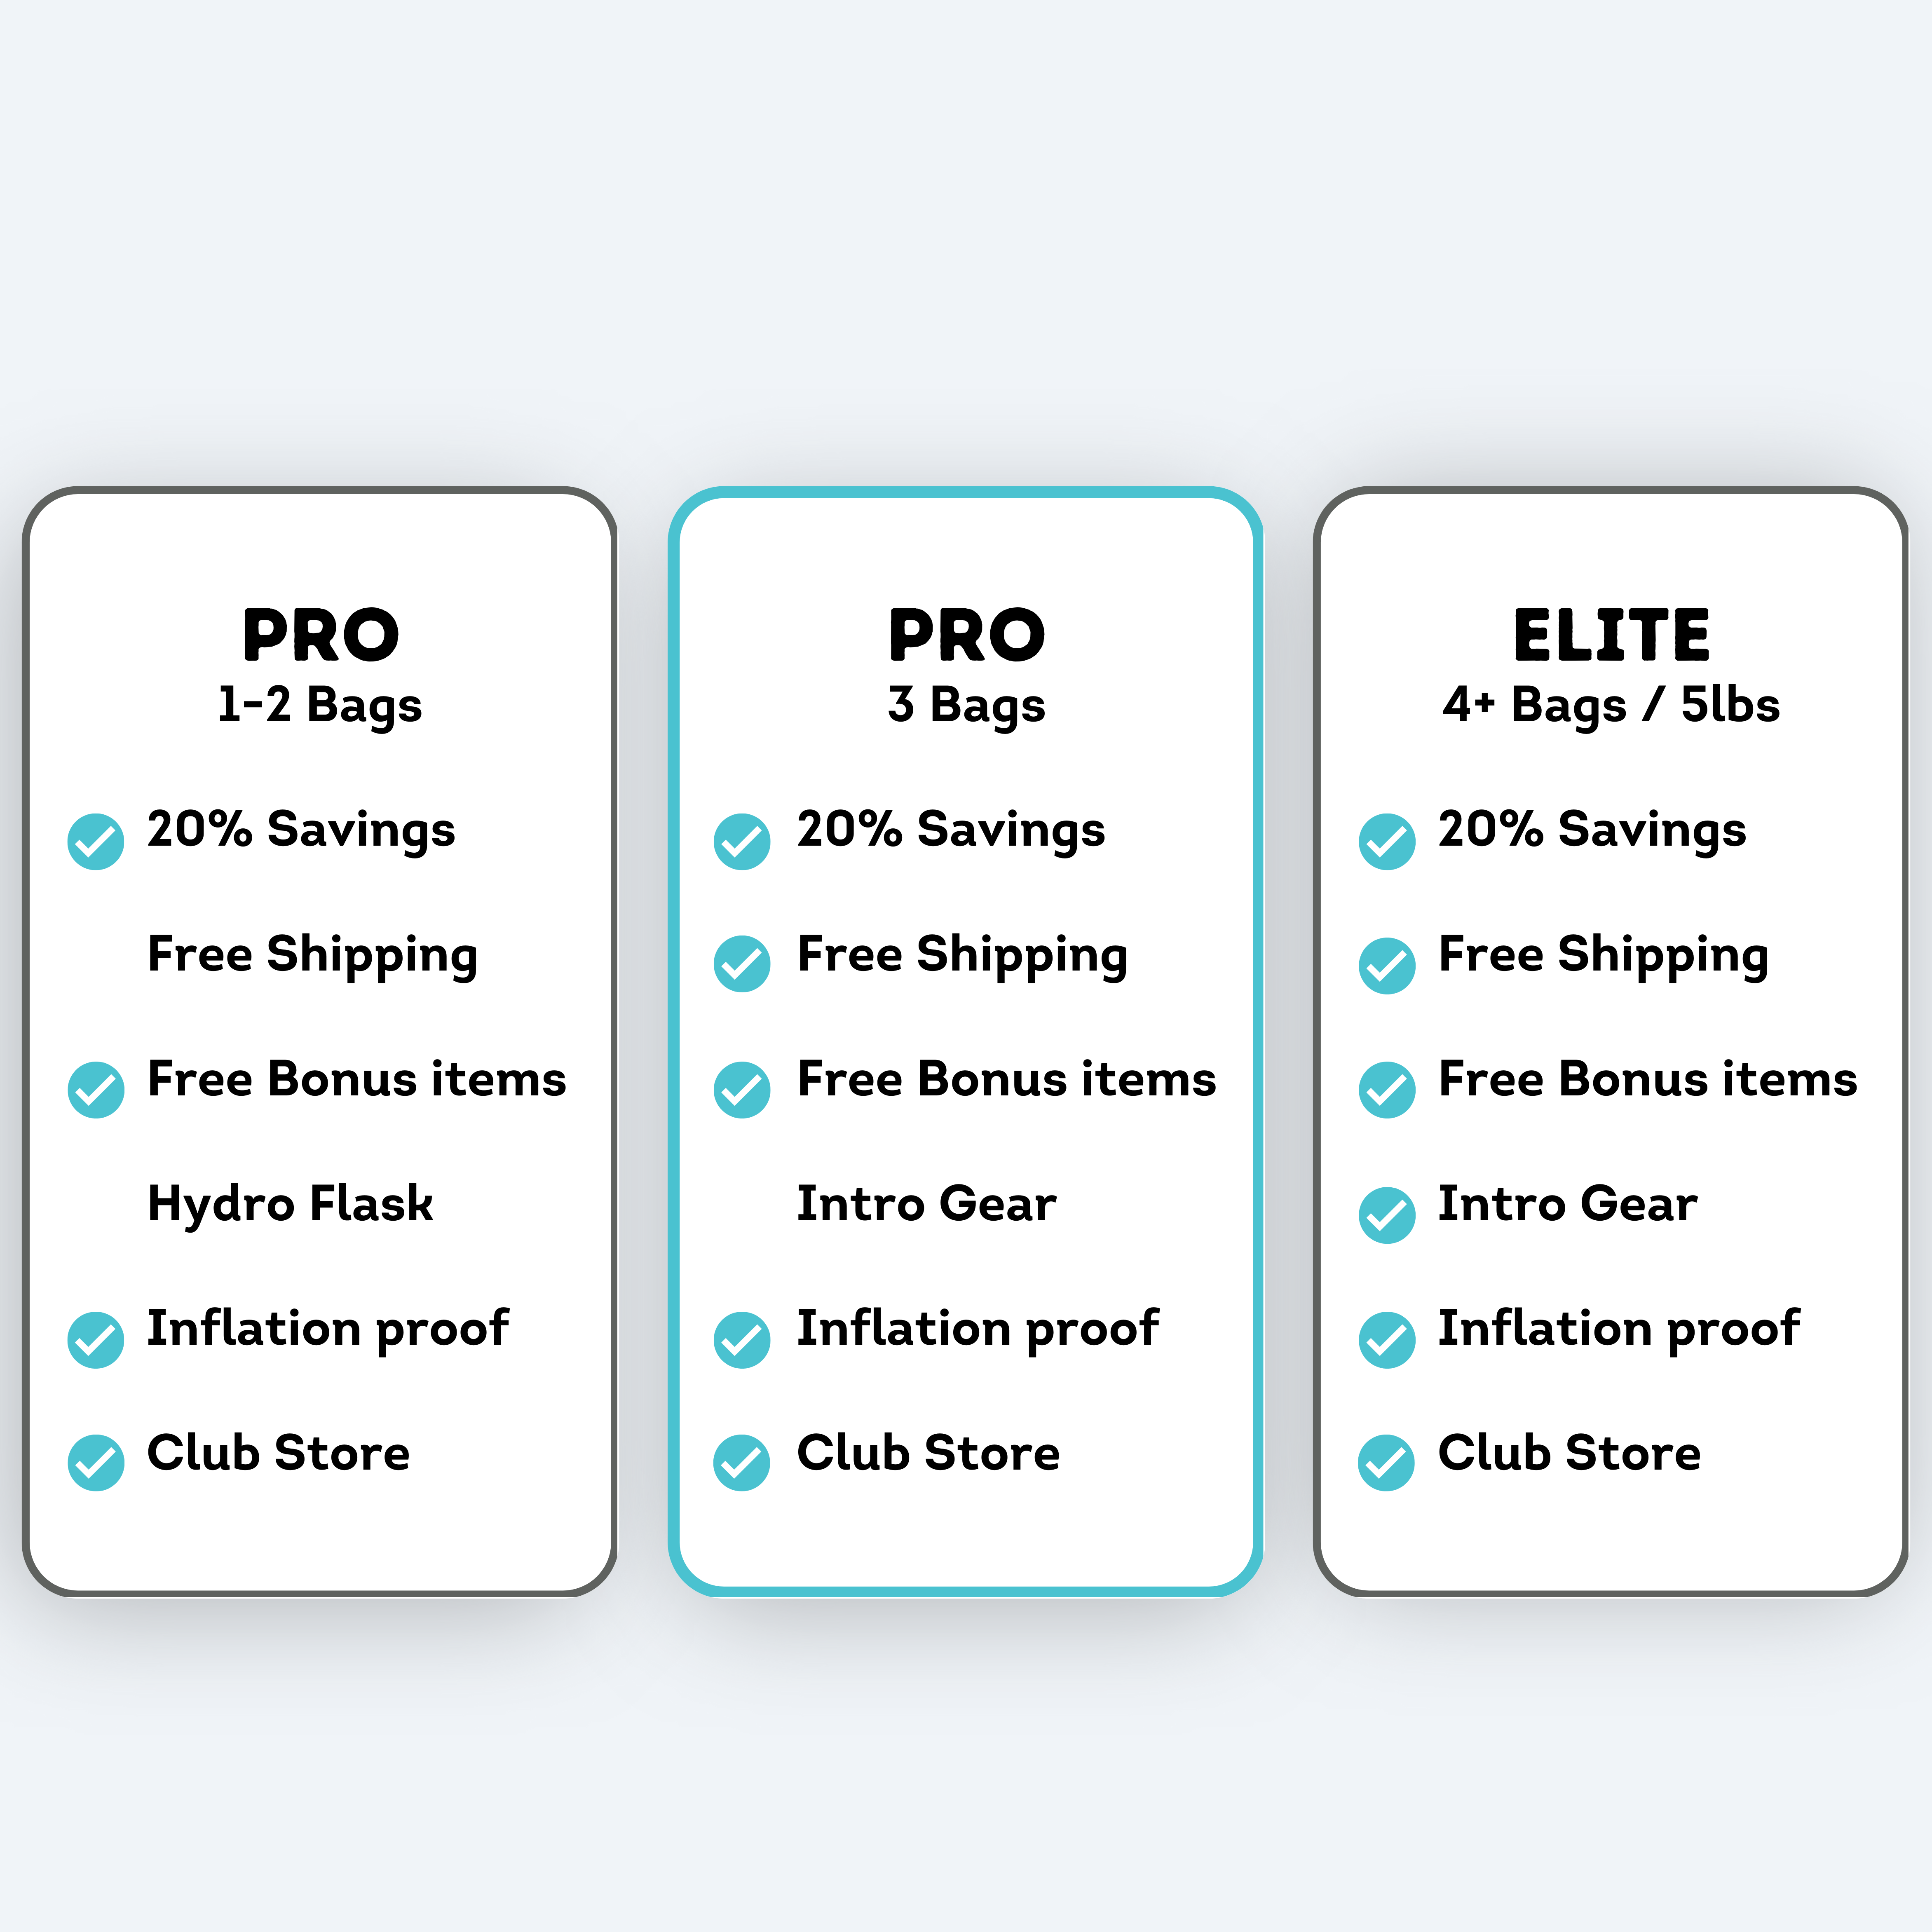 PRO
1-2 Bags
20% Savings
Free Shipping
Free Bonus items
Hydro Flask
Inflation proof
Club Store
PRO
3 Bags
20% Savings
Free Shipping
Free Bonus items
Intro Gear
Inflation proof
Club Store
ELITE
4+ Bags / 5lbs
20% Savings
Free Shipping
Free Bonus items
Intro Gear
Inflation proof
Club Store